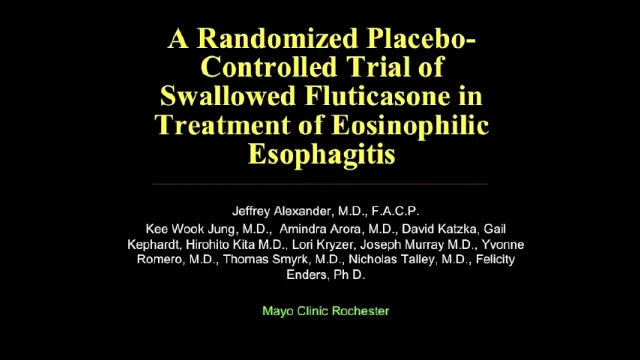 A Randomized Placebo-
Controlled Trial of
Swallowed Fluticasone in
Treatment of Eosinophilic
Esophagitis
Jeffrey Alexander, M.D., F.A.C.P.
Kee Wook Jung, M.D., Amindra Arora, M.D., David Katzka, Gail
Kephardt, Hirohito Kita M.D., Lori Kryzer, Joseph Murray M.D., Yvonne
Romero, M.D., Thomas Smyrk, M.D., Nicholas Talley, M.D., Felicity
Enders, Ph D.
Mayo Clinic Rochester